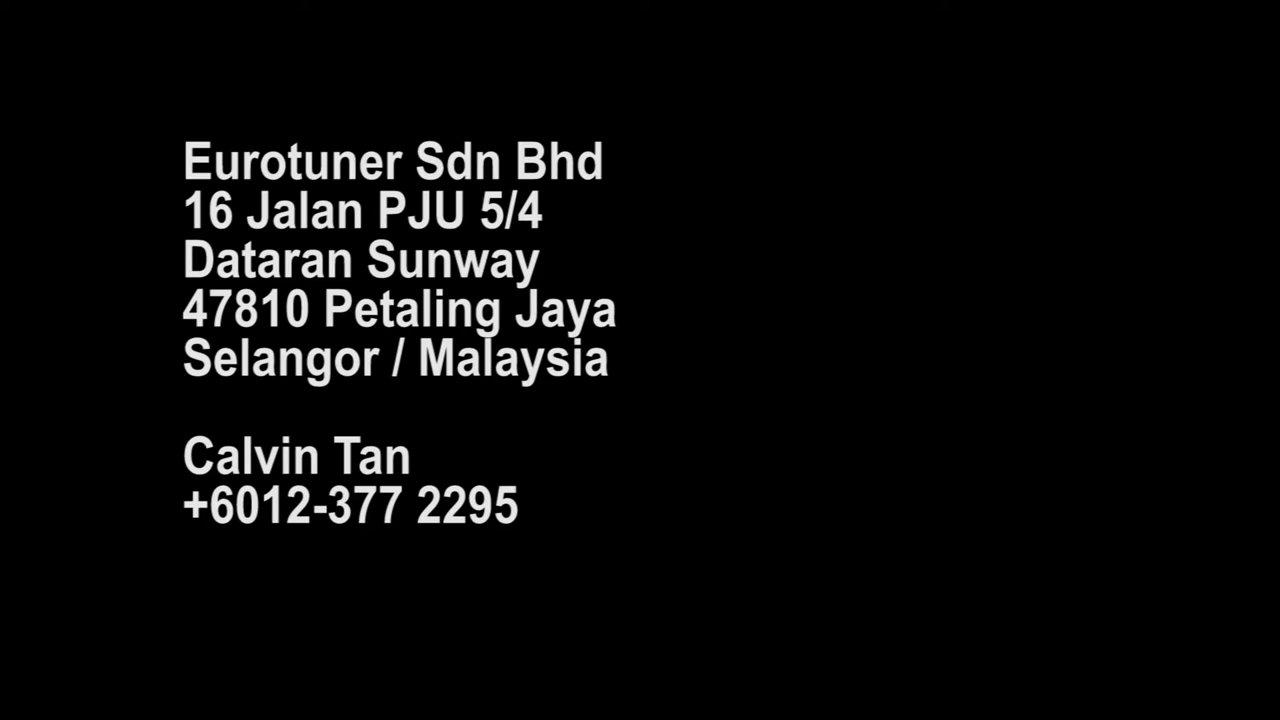 Eurotuner Sdn Bhd
16 Jalan PJU 5/4
Dataran Sunway
47810 Petaling Jaya
Selangor / Malaysia
Calvin Tan
+6012-377 2295